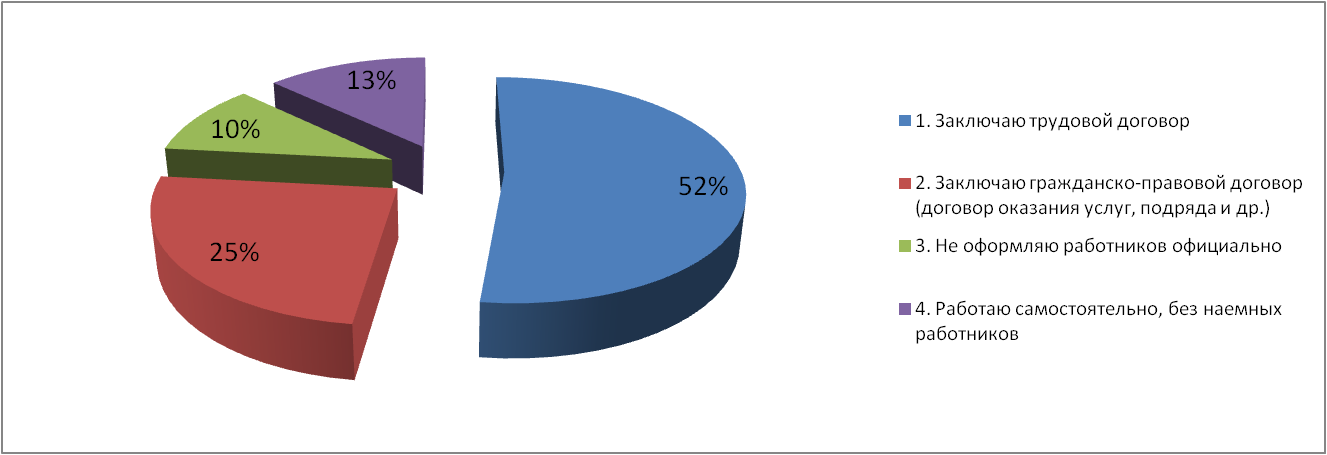 13%
10%
52%
25%
1. Заключаю трудовой договор
2. Заключаю гражданско-правовой договор
(договор оказания услуг, подряда и др.)
3. Не оформляю работников официально
4. Работаю самостоятельно, без наемных
работников